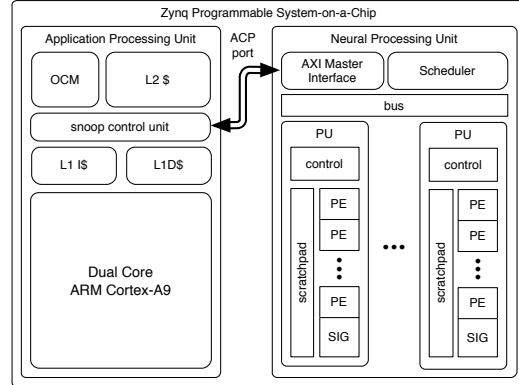 Zynq Programmable System-on-a-Chip
Application Processing Unit
ACP
port
Neural Processing Unit
OCM
L2 $
AXI Master
Interface
Scheduler
bus
snoop control unit
L1 I$
L1D$
Dual Core
ARM Cortex-A9
PU
control
scratchpad
PE
PE
PE
SIG
PU
control
scratchpad
PE
PE
PE
SIG